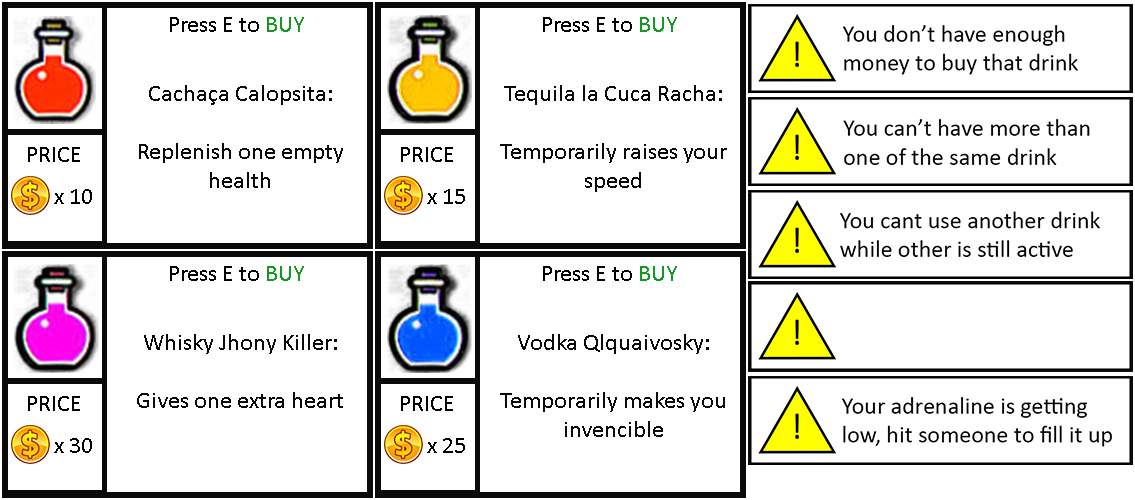 Press E to BUY
Cachaça Calopsita:
Replenish one empty
health
PRICE
$ x 10
Press E to BUY
Tequila la Cuca Racha:
Temporarily raises your
speed
PRICE
$ x 15
Press E to BUY
Whisky Jhony Killer:
Gives one extra heart
PRICE
$ x 30
Press E to BUY
Vodka Qlquaivosky:
Temporarily makes you
invencible
PRICE
$ x 25
! You don't have enough
money to buy that drink
! You can't have more than
one of the same drink
! You cant use another drink
while other is still active
!
! Your adrenaline is getting
low, hit someone to fill it up